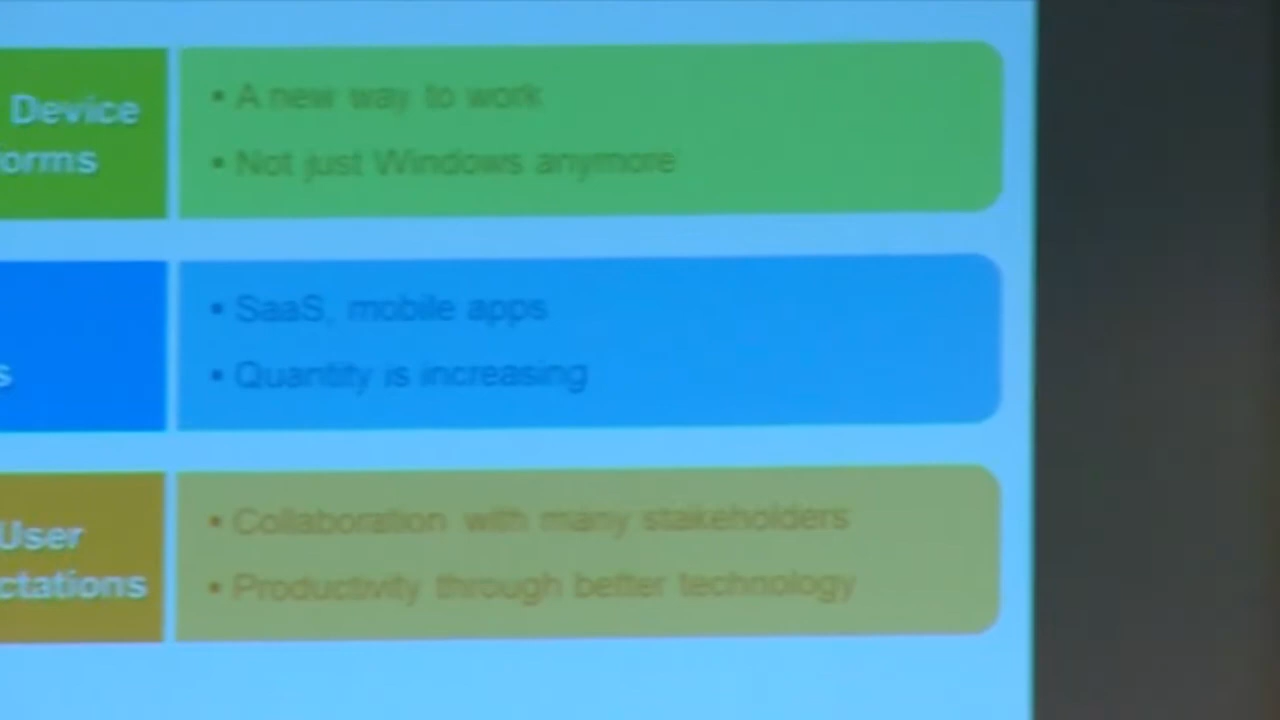 Device
orms
• A new way to work
• Not just Windows anymore
s
• SaaS, mobile apps
• Quantity is increasing
User
ctations
• Collaboration with many stakeholders
• Productivity through better technology